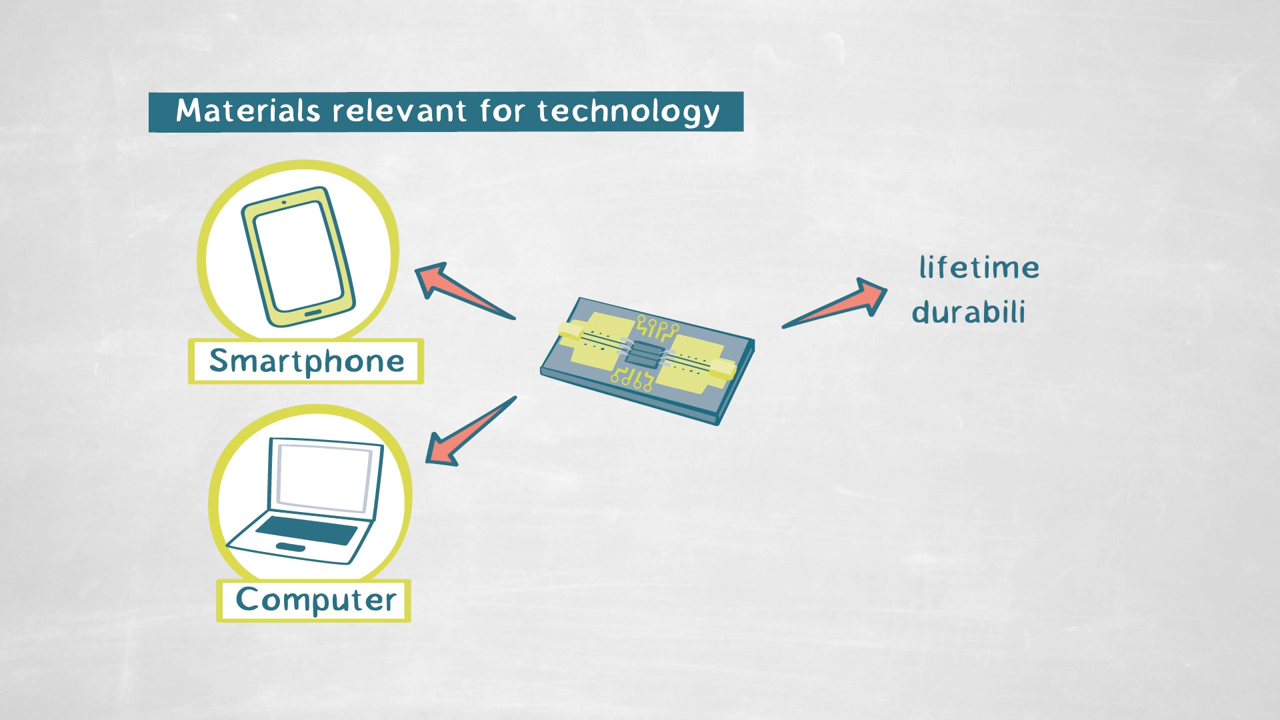 Materials relevant for technology
Smartphone
lifetime
durabili
Computer